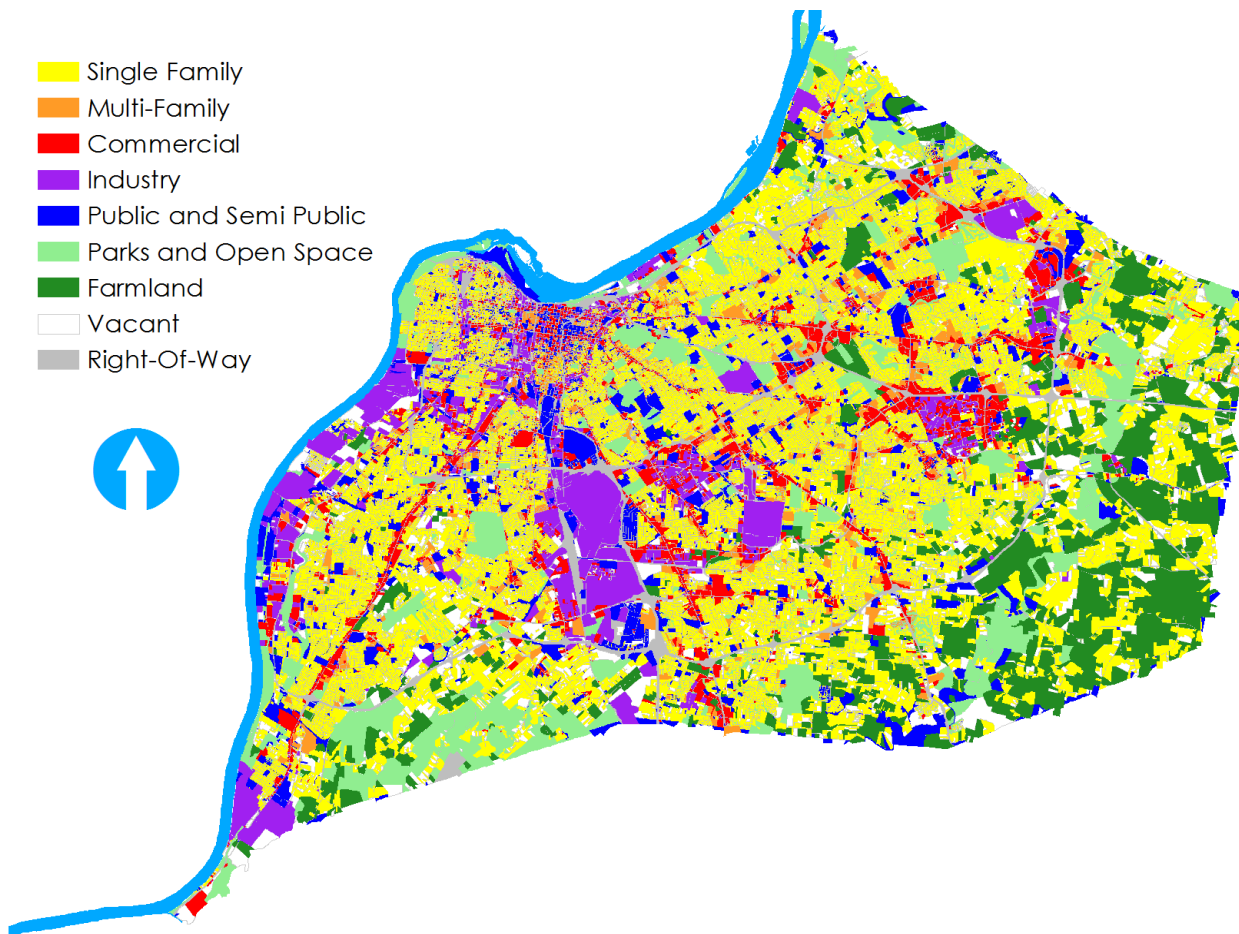 Single Family
Multi-Family
Commercial
Industry
Public and Semi Public
Parks and Open Space
Farmland
Vacant
Right-Of-Way